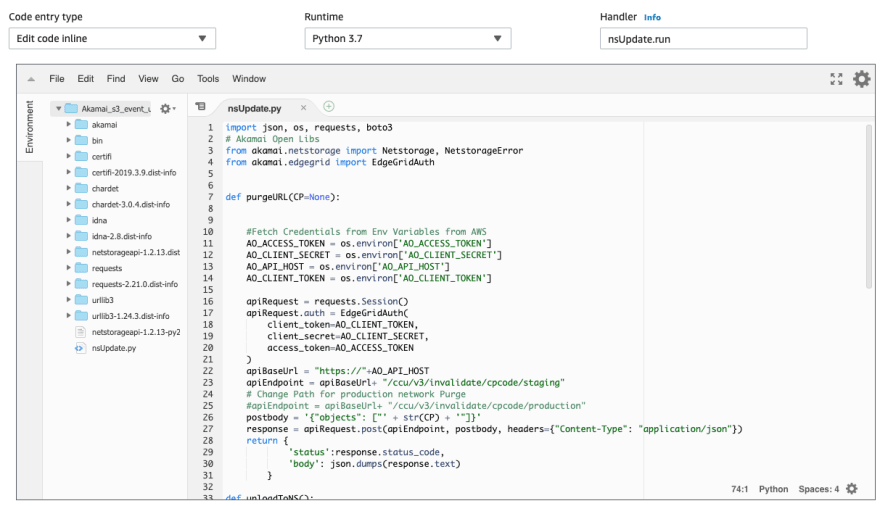 Code entry type
Runtime
Handler Info
Edit code inline
Python 3.7
nsUpdate.run
File Edit Find View Go Tools Window
Environment
Akamai_s3_event_u
akamai
bin
certifi
certifi-2019.3.9.dist-info
chardet
chardet-3.0.4.dist-info
idna
idna-2.8.dist-info
netstorageapi-1.2.13.dist
requests
requests-2.21.0.dist-info
urllib3
urllib3-1.24.3.dist-info
netstorageapi-1.2.13-py2
nsUpdate.py
nsUpdate.py ×
1 import json, os, requests, boto3
2 # Akamai Open Libs
3 from akamai.netstorage import Netstorage, NetstorageError
4 from akamai.edgegrid import EdgeGridAuth
5
6
7 def purgeURL(CP=None):
8
9
10     #Fetch Credentials from Env Variables from AWS
11     AO_ACCESS_TOKEN = os.environ['AO_ACCESS_TOKEN']
12     AO_CLIENT_SECRET = os.environ['AO_CLIENT_SECRET']
13     AO_API_HOST = os.environ['AO_API_HOST']
14     AO_CLIENT_TOKEN = os.environ['AO_CLIENT_TOKEN']
15
16     apiRequest = requests.Session()
17     apiRequest.auth = EdgeGridAuth(
18         client_token=AO_CLIENT_TOKEN,
19         client_secret=AO_CLIENT_SECRET,
20         access_token=AO_ACCESS_TOKEN
21     )
22     apiBaseUrl = "https://"+AO_API_HOST
23     apiEndpoint = apiBaseUrl+ "/ccu/v3/invalidate/cpcode/staging"
24     # Change Path for production network Purge
25     #apiEndpoint = apiBaseUrl+ "/ccu/v3/invalidate/cpcode/production"
26     postbody = '{"objects": ["' + str(CP) + '"]}'
27     response = apiRequest.post(apiEndpoint, postbody, headers={"Content-Type": "application/json"})
28     return {
29             'status':response.status_code,
30             'body': json.dumps(response.text)
31         }
32
33 def uploadToNS():
74:1 Python Spaces: 4